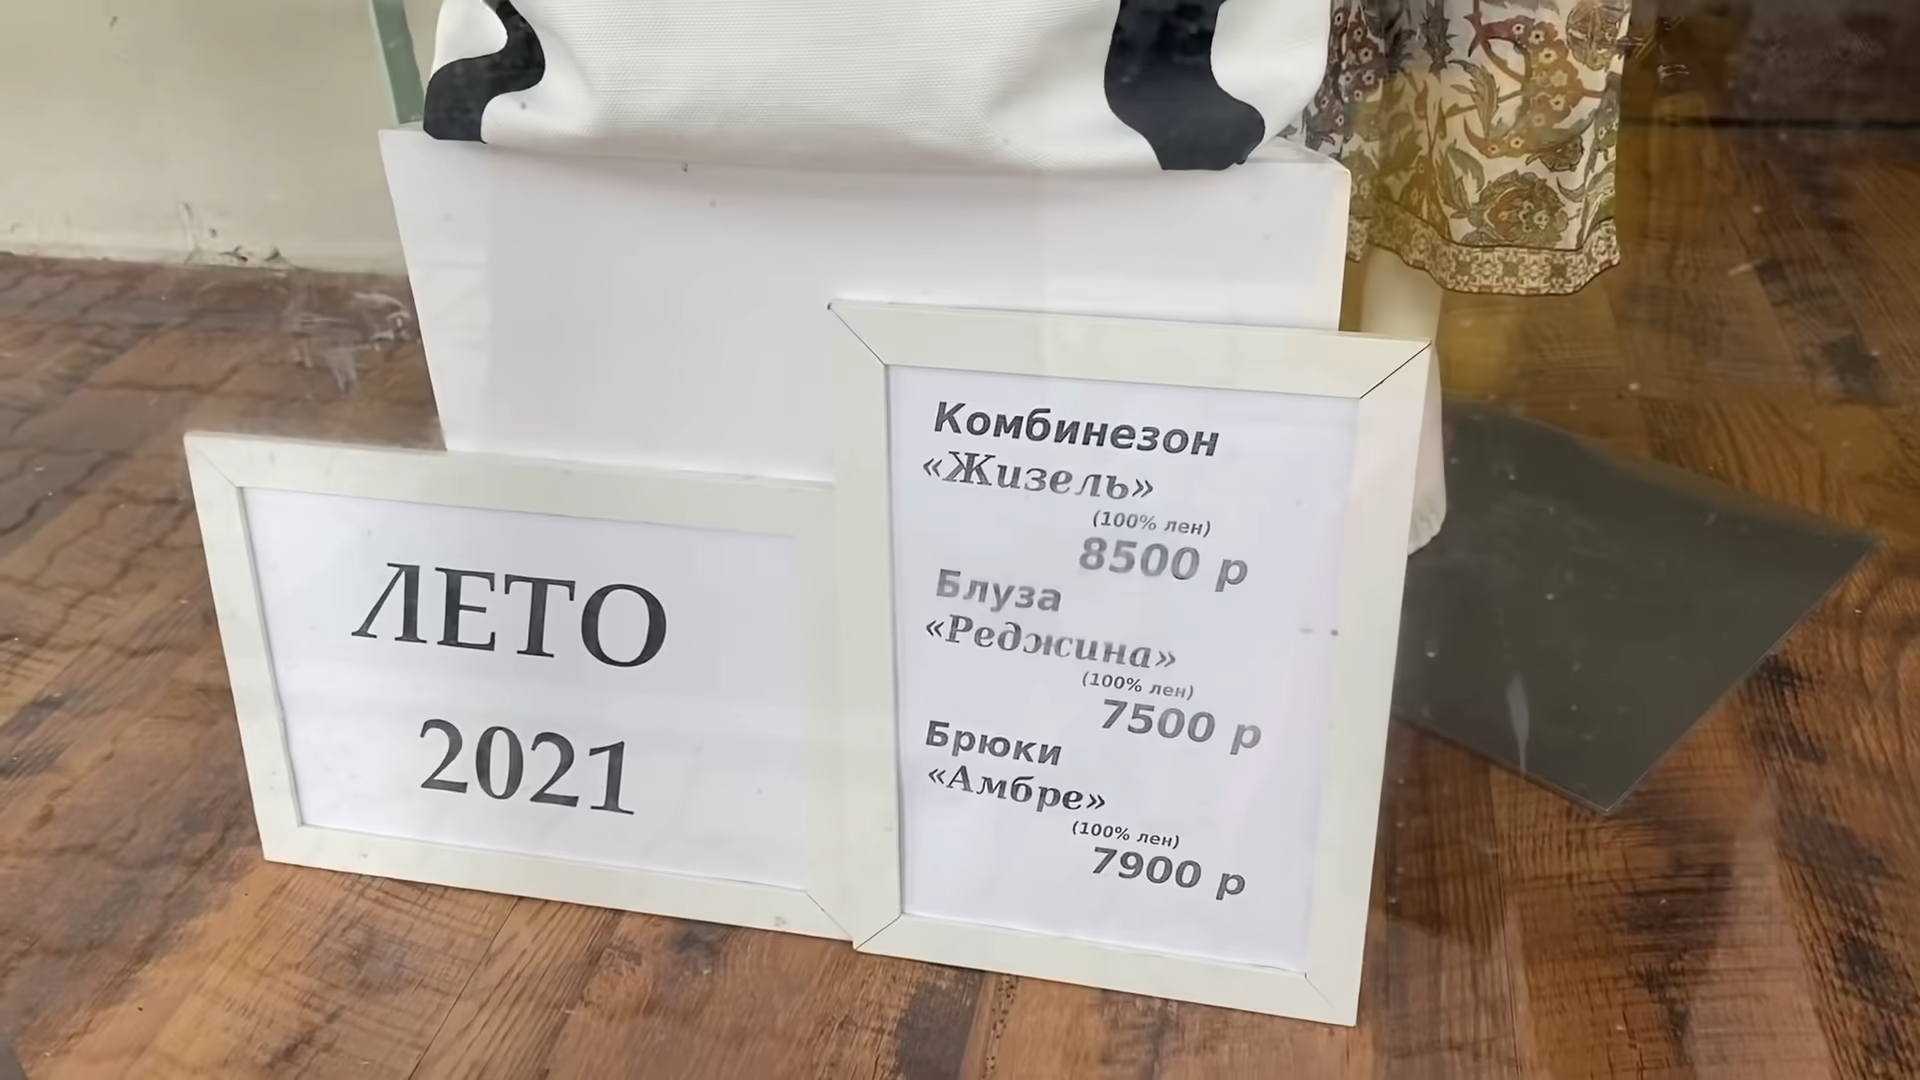 ЛЕТО
2021
Комбинезон
«Жизель»
(100% лен)
8500 р
Блуза
«Реджина»
(100% лен)
7500 р
Брюки
«Амбре»
(100% лен)
7900 р